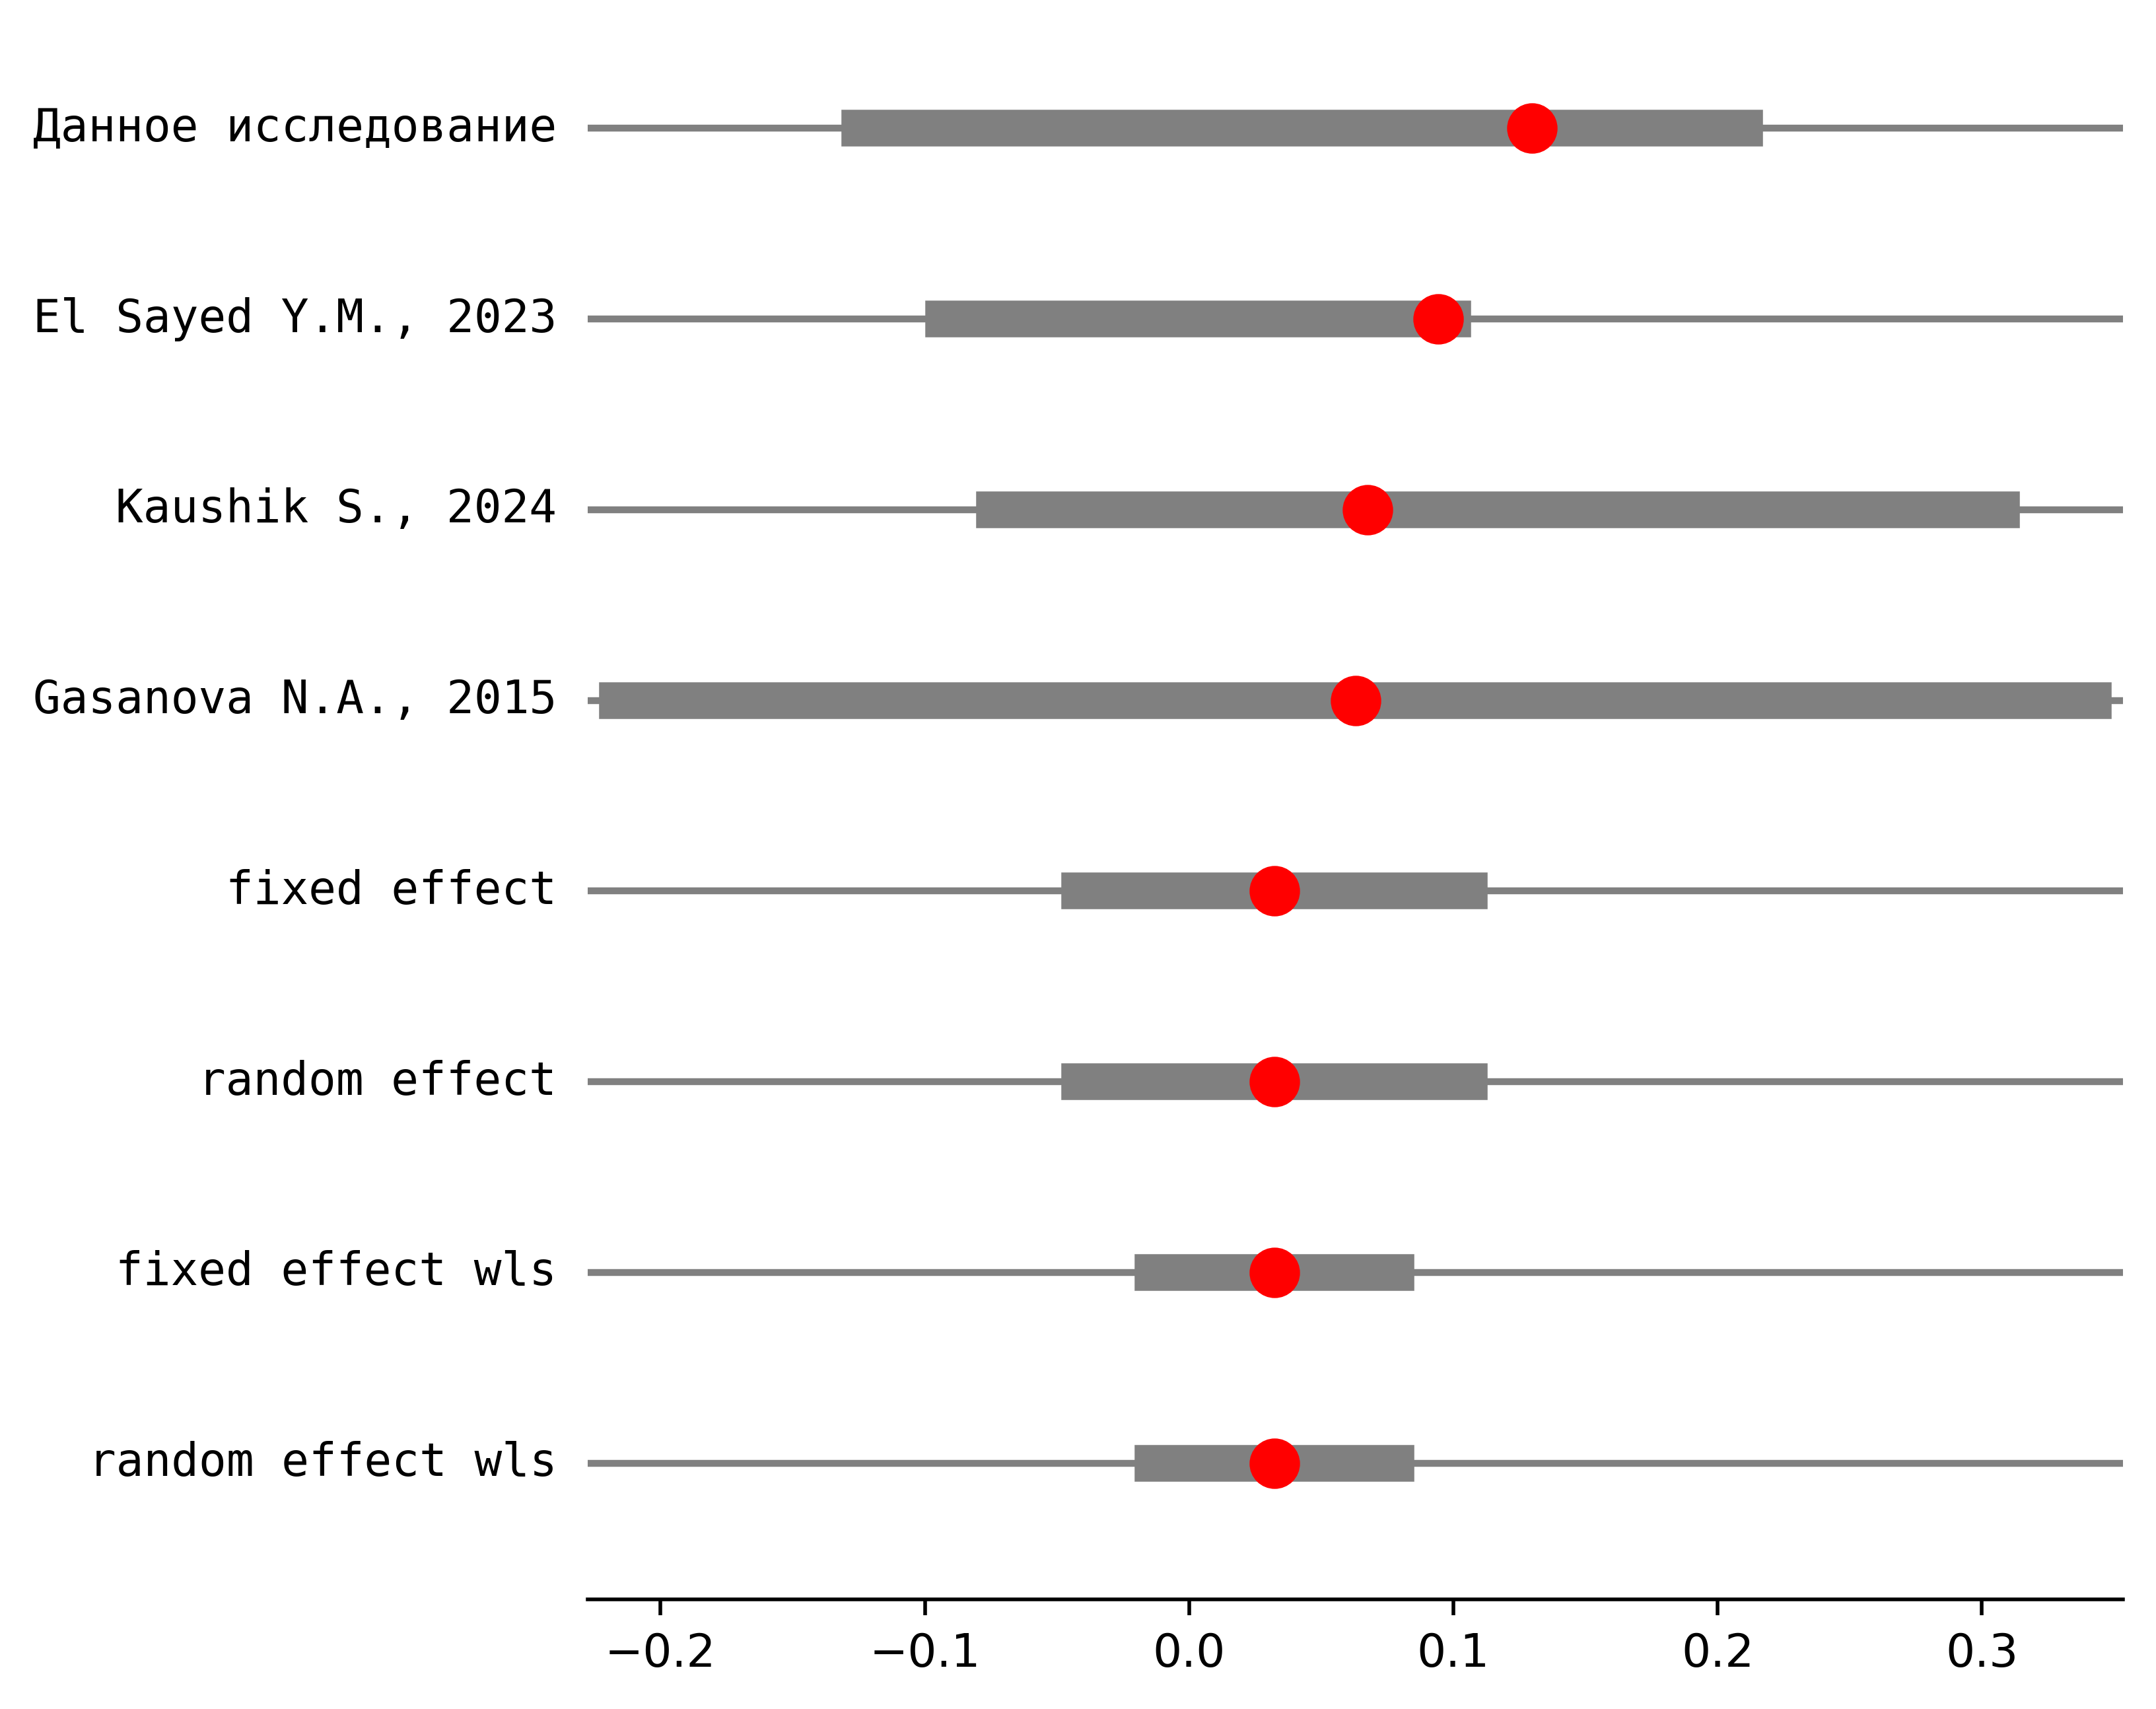 Данное исследование
El Sayed Y.M., 2023
Kaushik S., 2024
Gasanova N.A., 2015
fixed effect
random effect
fixed effect wls
random effect wls
−0.2 −0.1 0.0 0.1 0.2 0.3